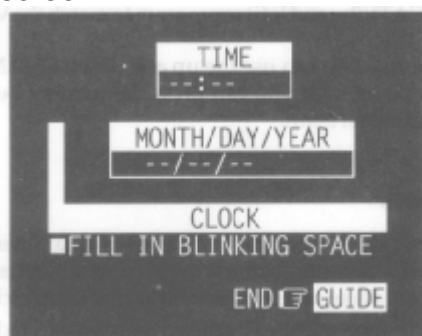 TIME
--:--
MONTH/DAY/YEAR
--/--/--
CLOCK
■FILL IN BLINKING SPACE
END☞ GUIDE